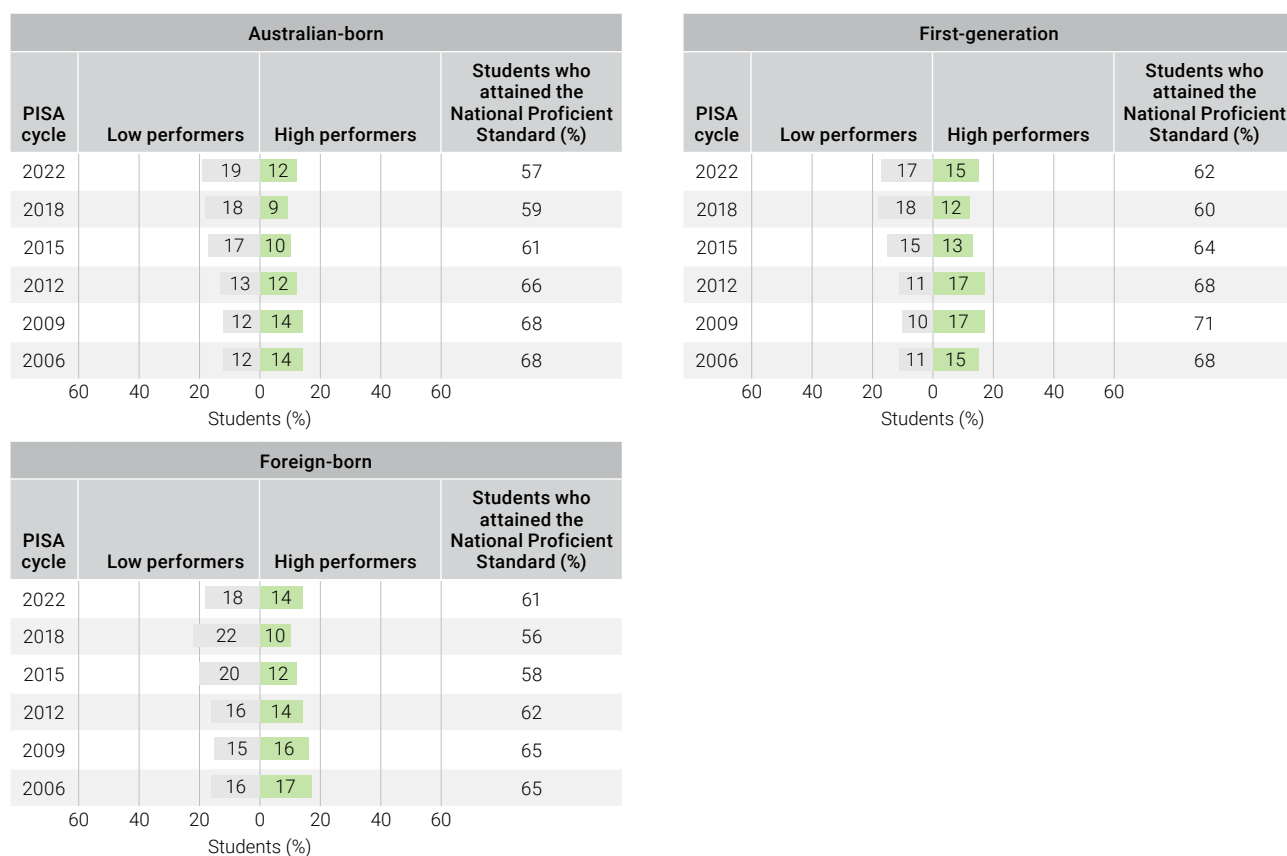 Australian-born
PISA cycle Low performers High performers Students who attained the National Proficient Standard (%)
2022 19 12 57
2018 18 9 59
2015 17 10 61
2012 13 12 66
2009 12 14 68
2006 12 14 68
60 40 20 0 20 40 60
Students (%)
First-generation
PISA cycle Low performers High performers Students who attained the National Proficient Standard (%)
2022 17 15 62
2018 18 12 60
2015 15 13 64
2012 11 17 68
2009 10 17 71
2006 11 15 68
60 40 20 0 20 40 60
Students (%)
Foreign-born
PISA cycle Low performers High performers Students who attained the National Proficient Standard (%)
2022 18 14 61
2018 22 10 56
2015 20 12 58
2012 16 14 62
2009 15 16 65
2006 16 17 65
60 40 20 0 20 40 60
Students (%)